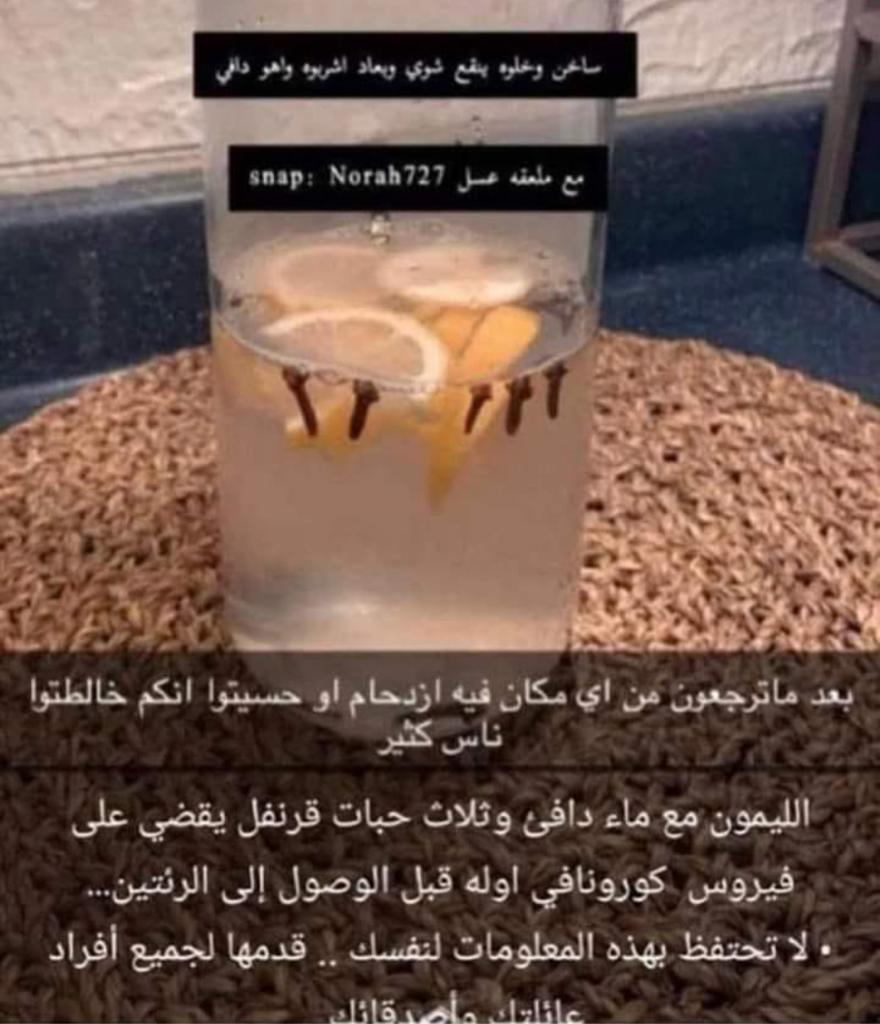 ساخن وخلوه ينقع شوي وبعاد اشربوه واهو دافي
مع ملعقه عسل snap: Norah727
بعد ماترجعون من اي مكان فيه ازدحام او حسيتوا انكم خالطتوا
ناس كثير
الليمون مع ماء دافئ وثلاث حبات قرنفل يقضي على
فيروس كورونافي اوله قبل الوصول إلى الرئتين...
• لا تحتفظ بهذه المعلومات لنفسك .. قدمها لجميع أفراد
عائلتك وأصدقائك